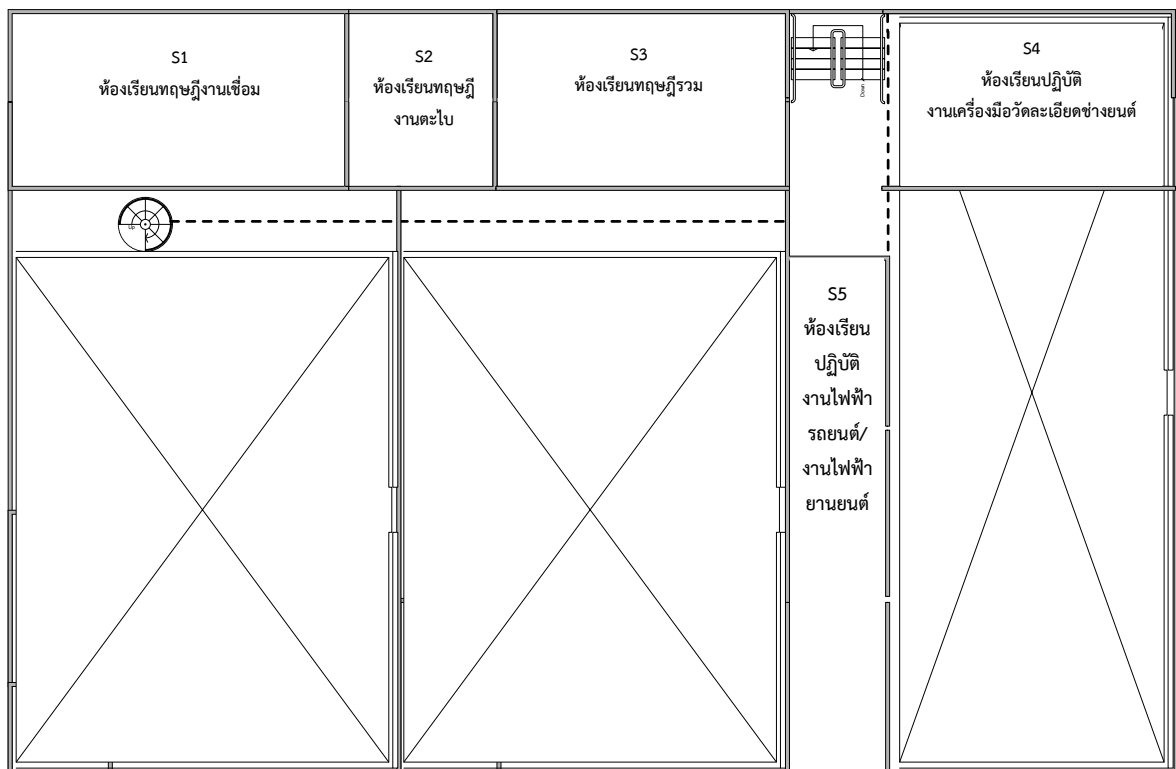 S1
ห้องเรียนทฤษฎีงานเชื่อม
S2
ห้องเรียนทฤษฎี
งานตะไบ
S3
ห้องเรียนทฤษฎีรวม
Down
S4
ห้องเรียนปฏิบัติ
งานเครื่องมือวัดละเอียดช่างยนต์
Up
S5
ห้องเรียน
ปฏิบัติ
งานไฟฟ้า
รถยนต์/
งานไฟฟ้า
ยานยนต์